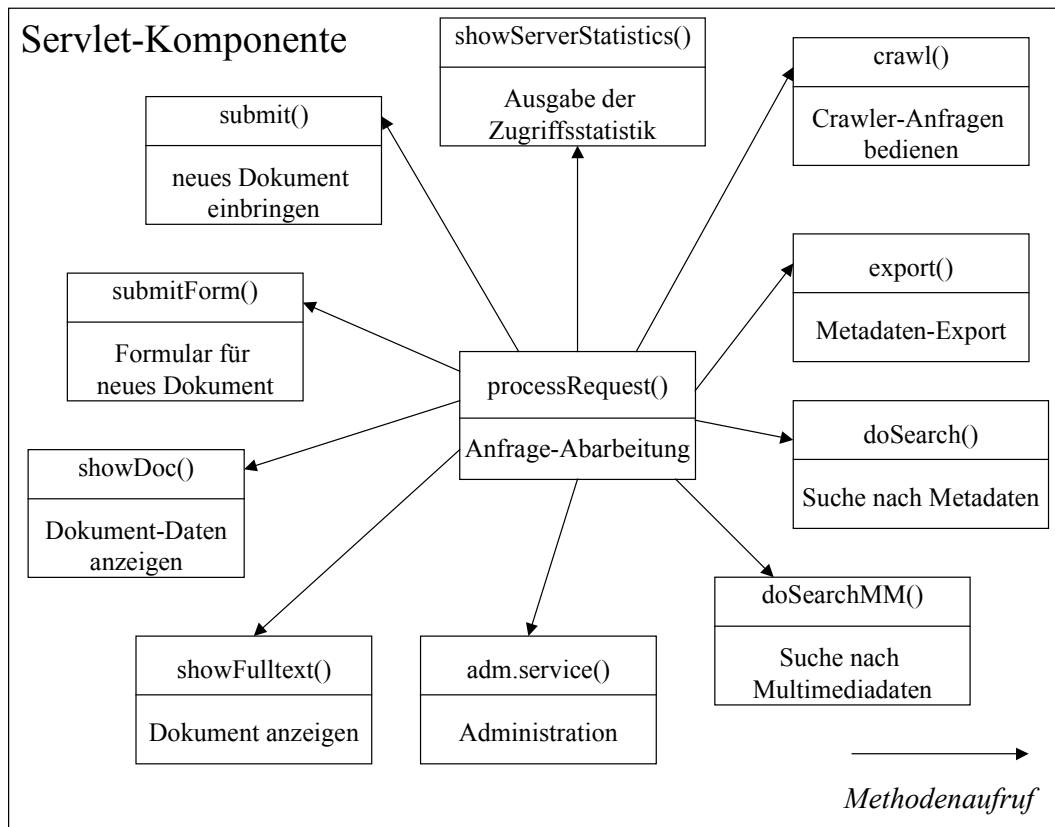 Servlet-Komponente
showServerStatistics()
Ausgabe der
Zugriffsstatistik
crawl()
Crawler-Anfragen
bedienen
submit()
neues Dokument
einbringen
export()
Metadaten-Export
submitForm()
Formular für
neues Dokument
processRequest()
Anfrage-Abarbeitung
doSearch()
Suche nach Metadaten
showDoc()
Dokument-Daten
anzeigen
doSearchMM()
Suche nach
Multimediadaten
showFulltext()
Dokument anzeigen
adm.service()
Administration
Methodenaufruf